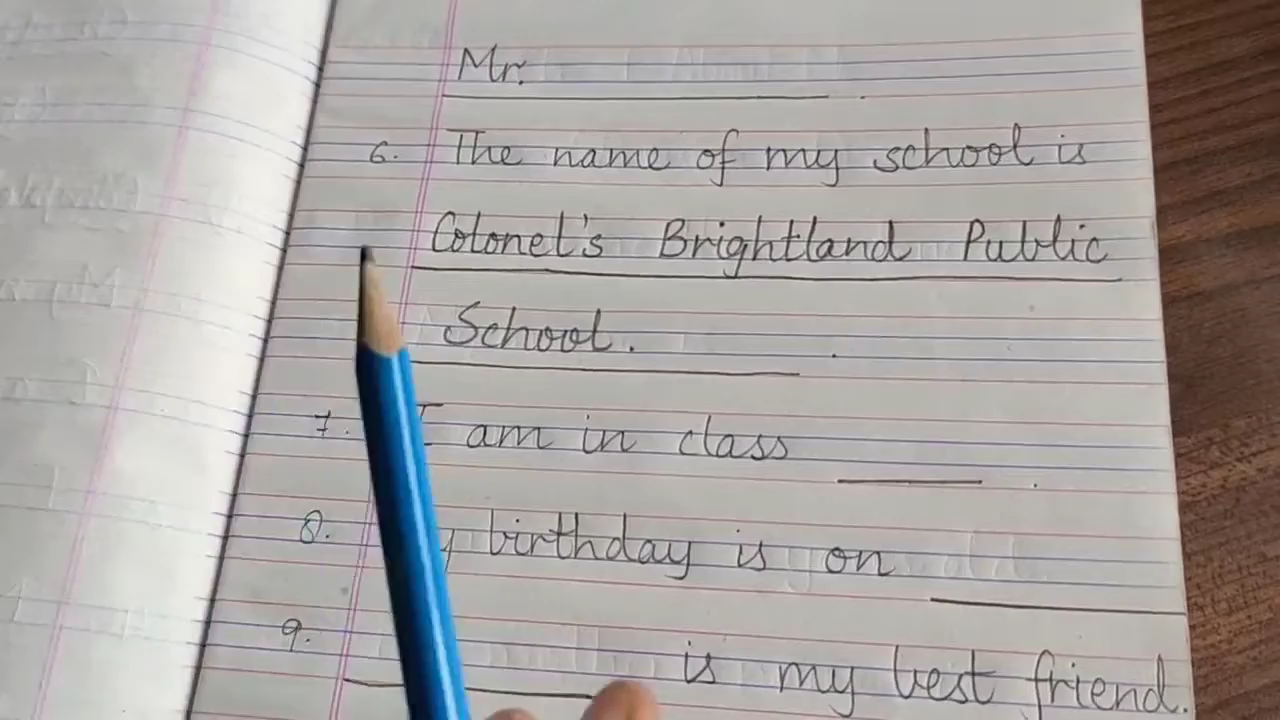 Mr.
6. The name of my school is
Colonel's Brightland Public
School.
7. I am in class
8. birthday is on
9. is my best friend.